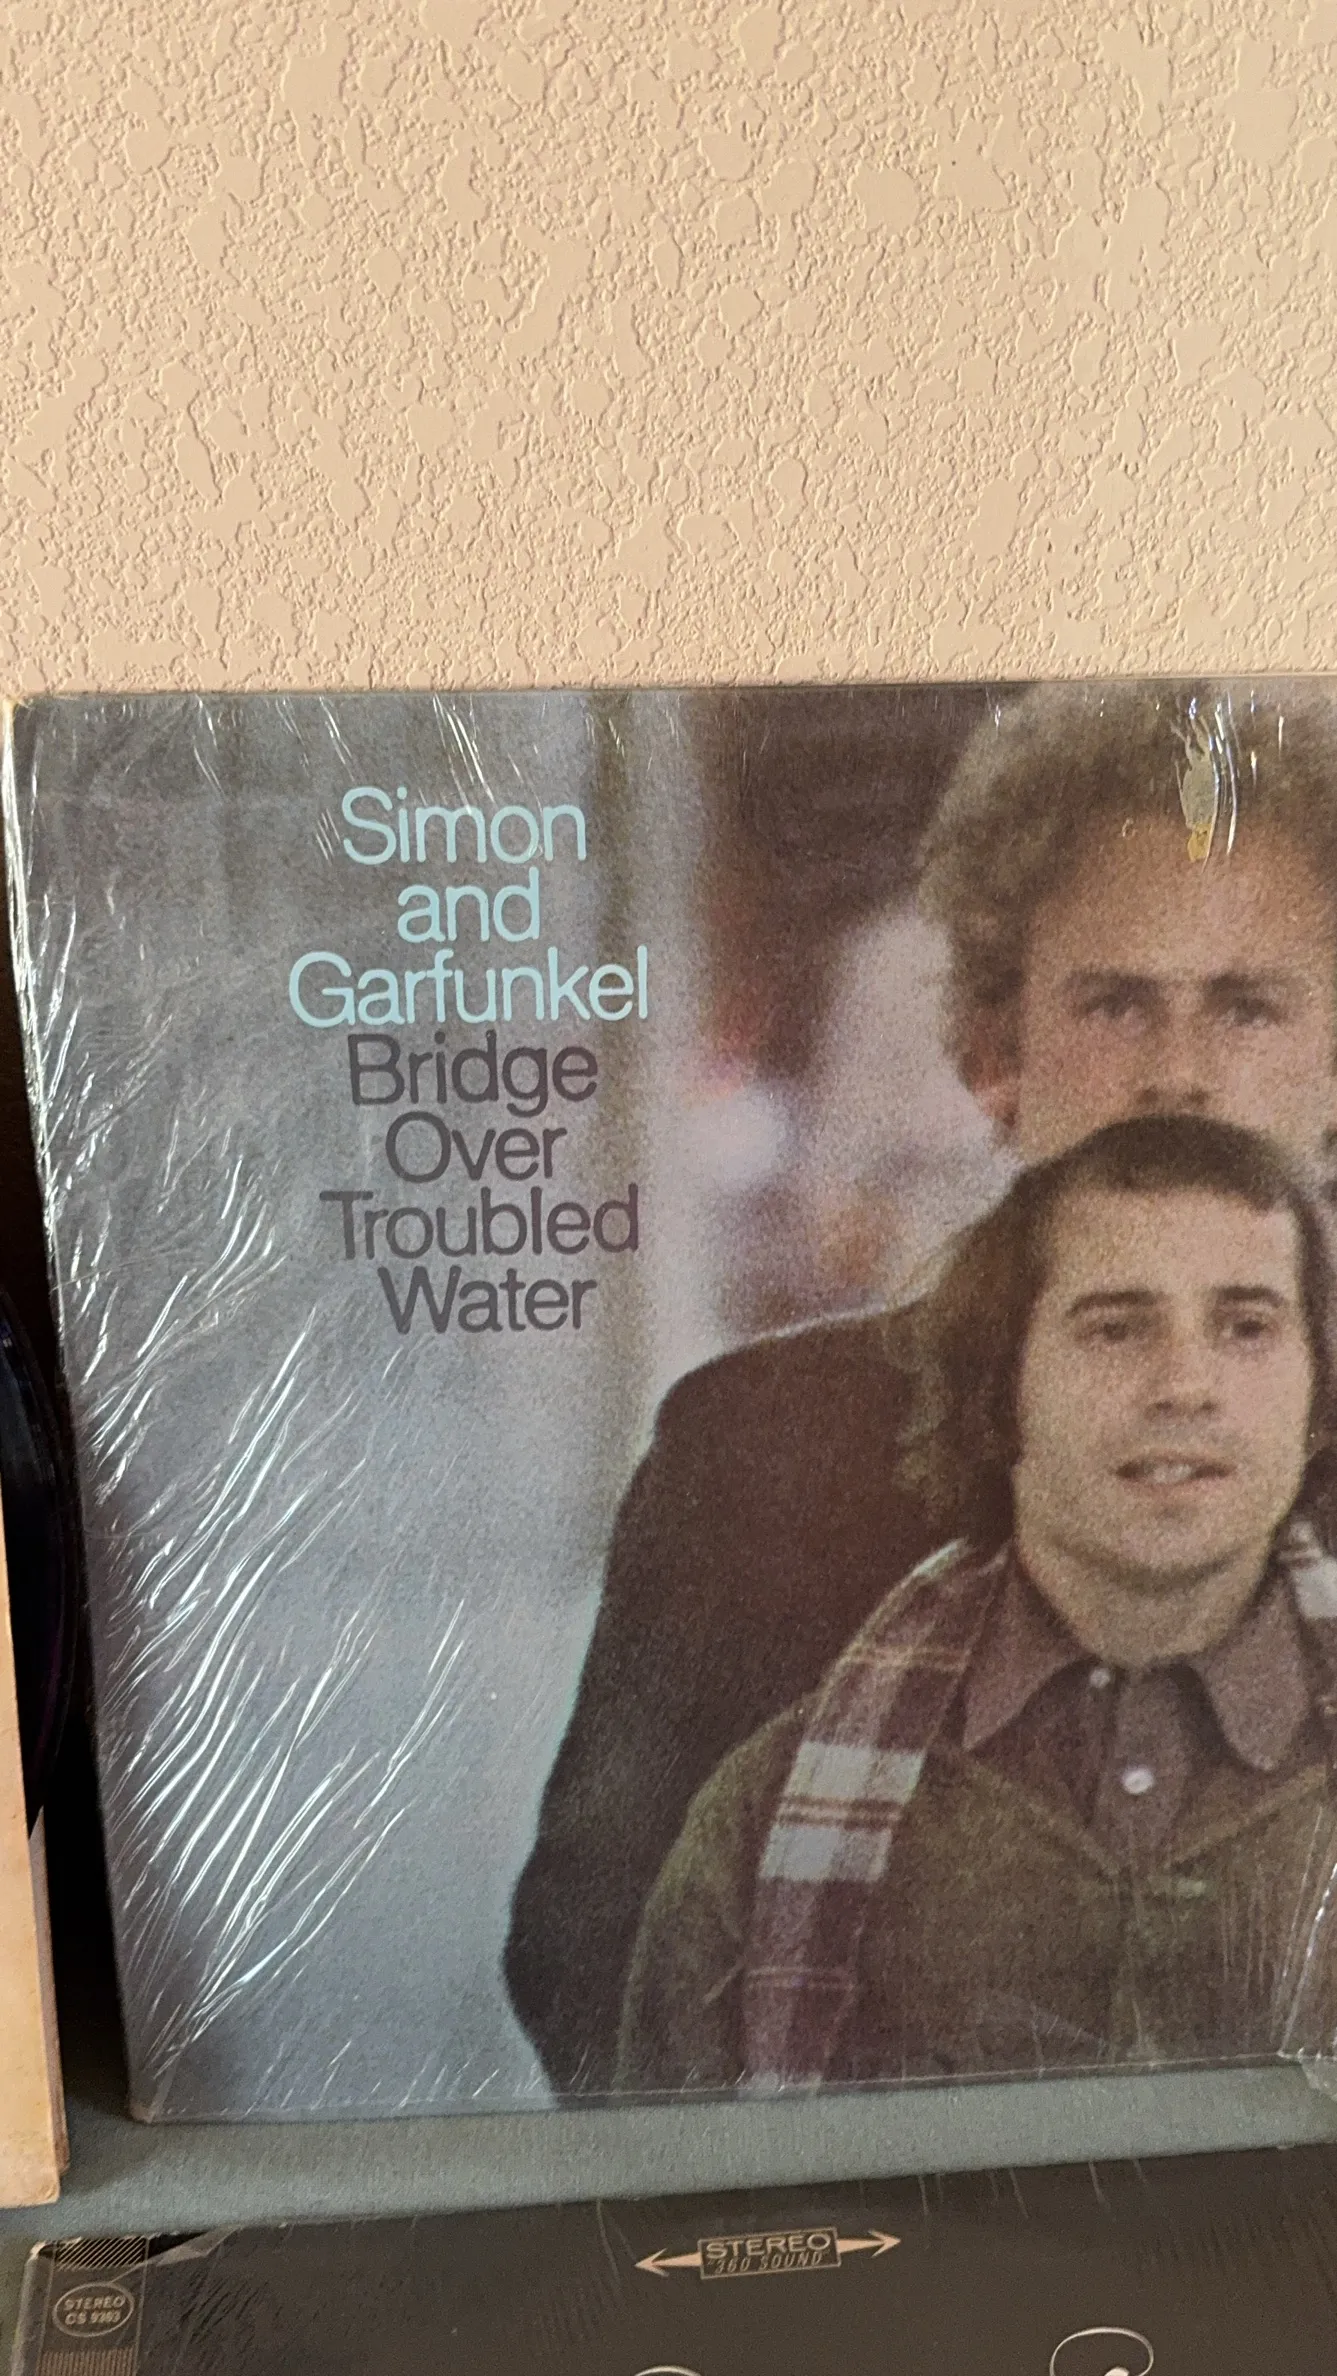 Simon
and
Garfunkel
Bridge
Over
Troubled
Water
STEREO
"360 SOUND"
STEREO
CS 9363